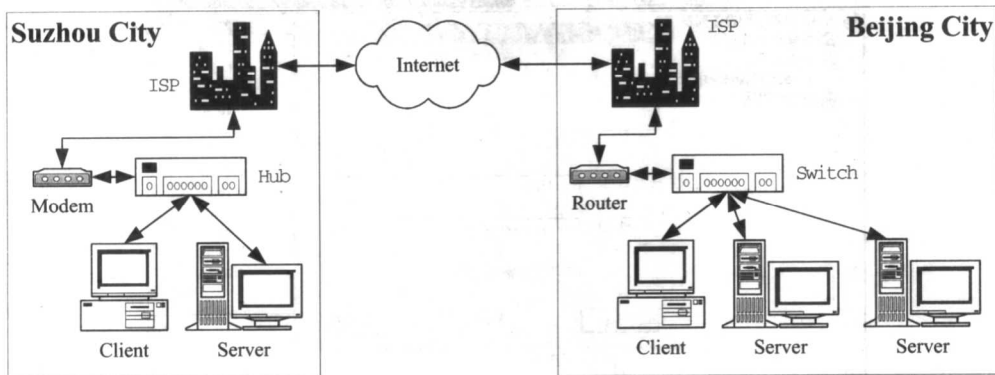 Suzhou City
ISP
Internet
ISP
Beijing City
Modem
Hub
Router
Switch
Client
Server
Client
Server
Server